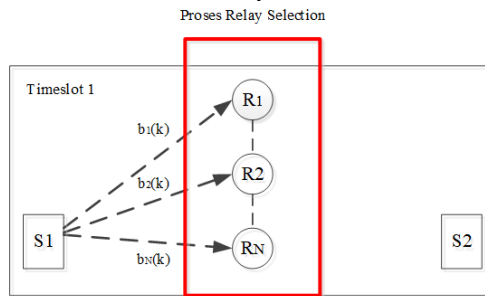 Proses Relay Selection
Timeslot 1
R1
b1(k)
b2(k)
R2
S1
bN(k)
RN
S2